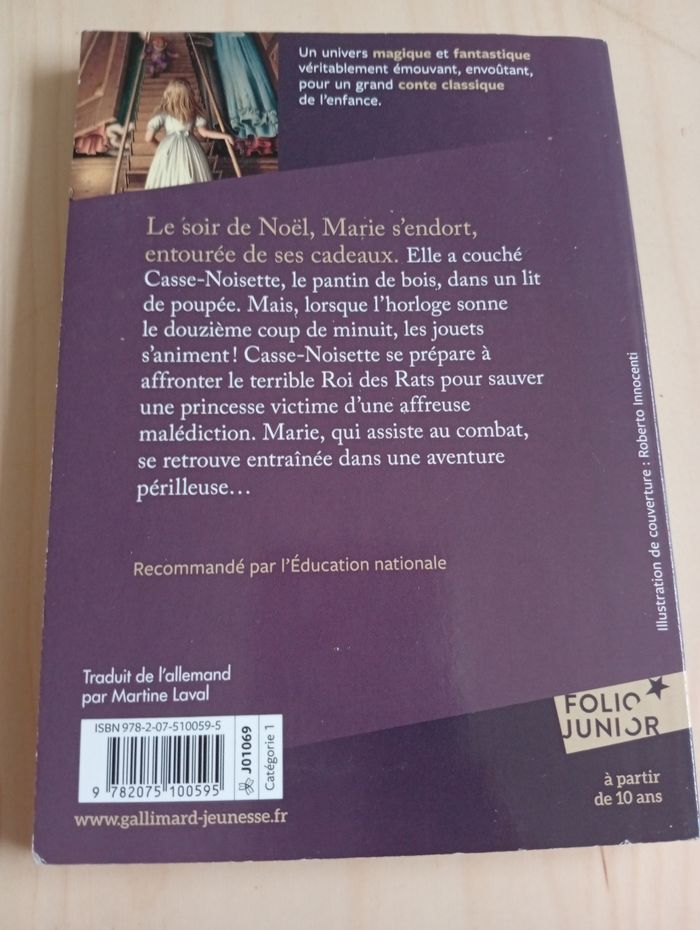 Un univers magique et fantastique
véritablement émouvant, envoûtant,
pour un grand conte classique
de l'enfance.
Le soir de Noël, Marie s'endort,
entourée de ses cadeaux. Elle a couché
Casse-Noisette, le pantin de bois, dans un lit
de poupée. Mais, lorsque l'horloge sonne
le douzième coup de minuit, les jouets
s'animent ! Casse-Noisette se prépare à
affronter le terrible Roi des Rats pour sauver
une princesse victime d'une affreuse
malédiction. Marie, qui assiste au combat,
se retrouve entraînée dans une aventure
périlleuse…
Recommandé par l'Éducation nationale
Illustration de couverture : Roberto Innocenti
Traduit de l'allemand
par Martine Laval
ISBN 978-2-07-510059-5
9 782075 100595
J01069
Catégorie 1
www.gallimard-jeunesse.fr
FOLIO
JUNIOR
à partir
de 10 ans